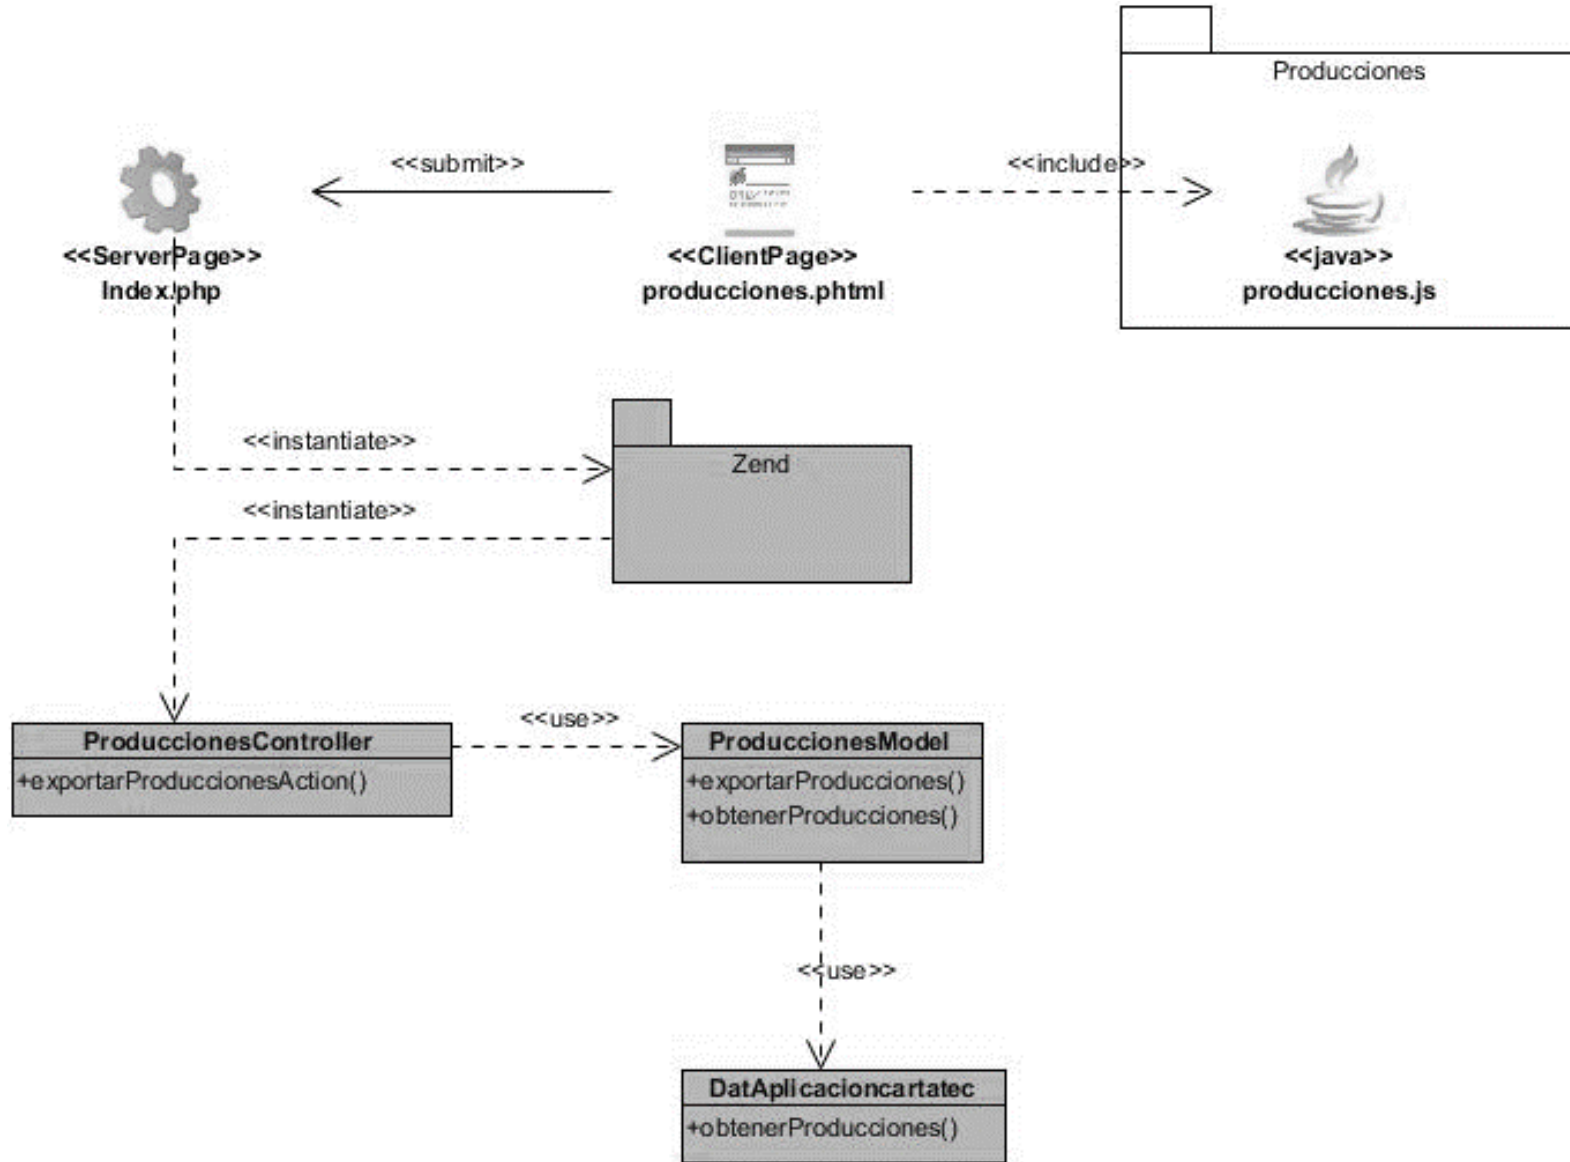 Producciones
<<submit>>
<<include>>
<<ServerPage>>
Index.php
<<ClientPage>>
producciones.phtml
<<java>>
producciones.js
<<instantiate>>
Zend
<<instantiate>>
ProduccionesController
+exportarProduccionesAction()
<<use>>
ProduccionesModel
+exportarProducciones()
+obtenerProducciones()
<<use>>
DatAplicacioncartatec
+obtenerProducciones()